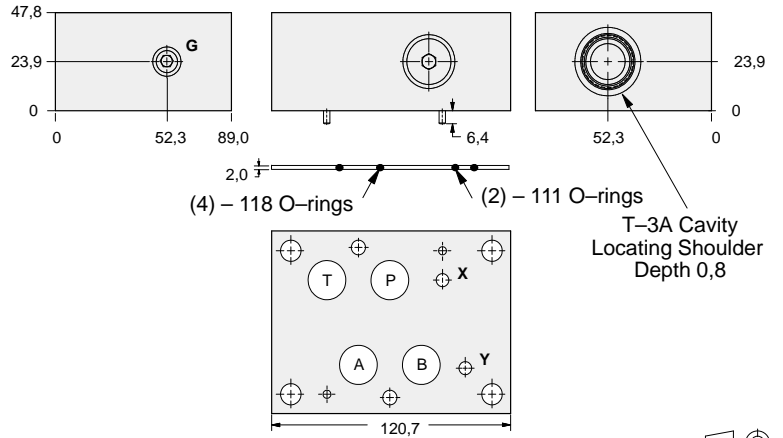 47,8
23,9
0
0
52,3
89,0
G
6,4
23,9
0
52,3
0
2,0
(4) – 118 O–rings
(2) – 111 O–rings
T–3A Cavity
Locating Shoulder
Depth 0,8
T
P
X
A
B
Y
120,7